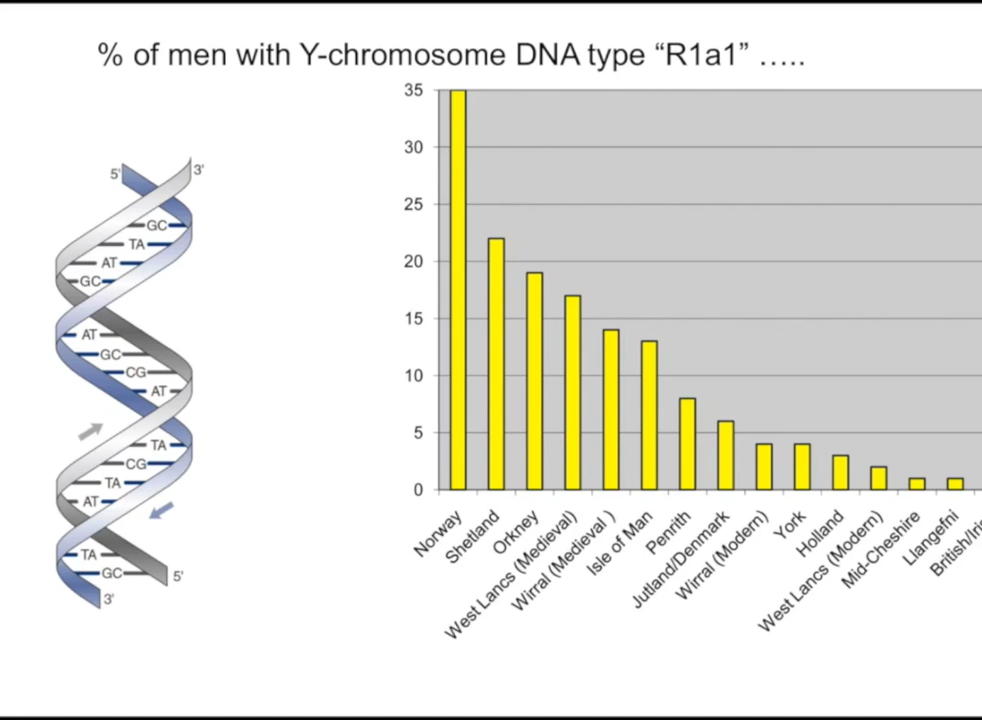 % of men with Y-chromosome DNA type “R1a1” …..
5'
3'
GC
TA
AT
GC
AT
GC
CG
AT
TA
CG
TA
AT
TA
GC
5'
3'
35
30
25
20
15
10
5
0
Norway
Shetland
Orkney
West Lancs (Medieval)
Wirral (Medieval )
Isle of Man
Penrith
Jutland/Denmark
Wirral (Modern)
York
Holland
West Lancs (Modern)
Mid-Cheshire
Llangefni
British/Iri